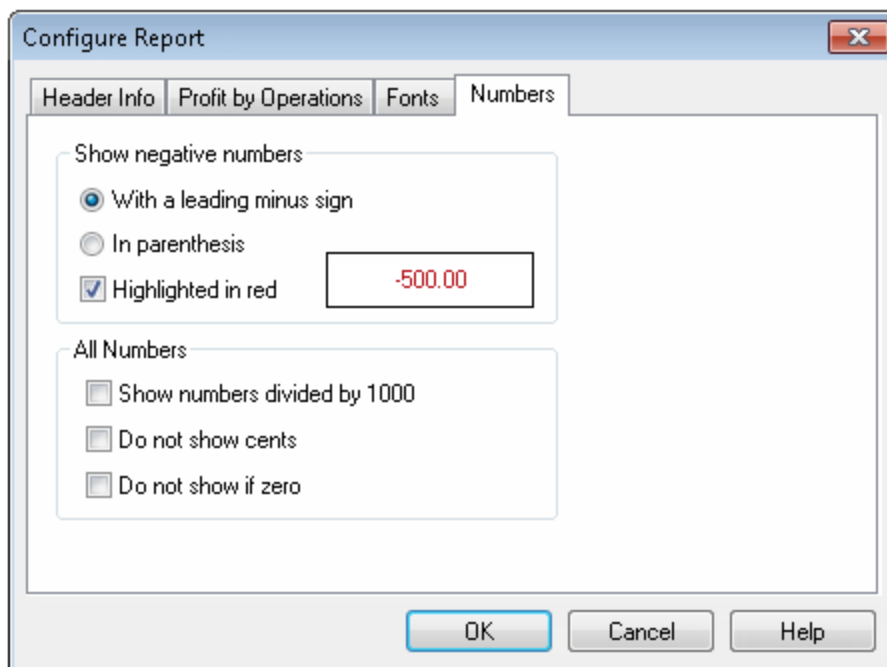 Configure Report
Header Info Profit by Operations Fonts Numbers
Show negative numbers
With a leading minus sign
In parenthesis
Highlighted in red -500.00
All Numbers
Show numbers divided by 1000
Do not show cents
Do not show if zero
OK Cancel Help